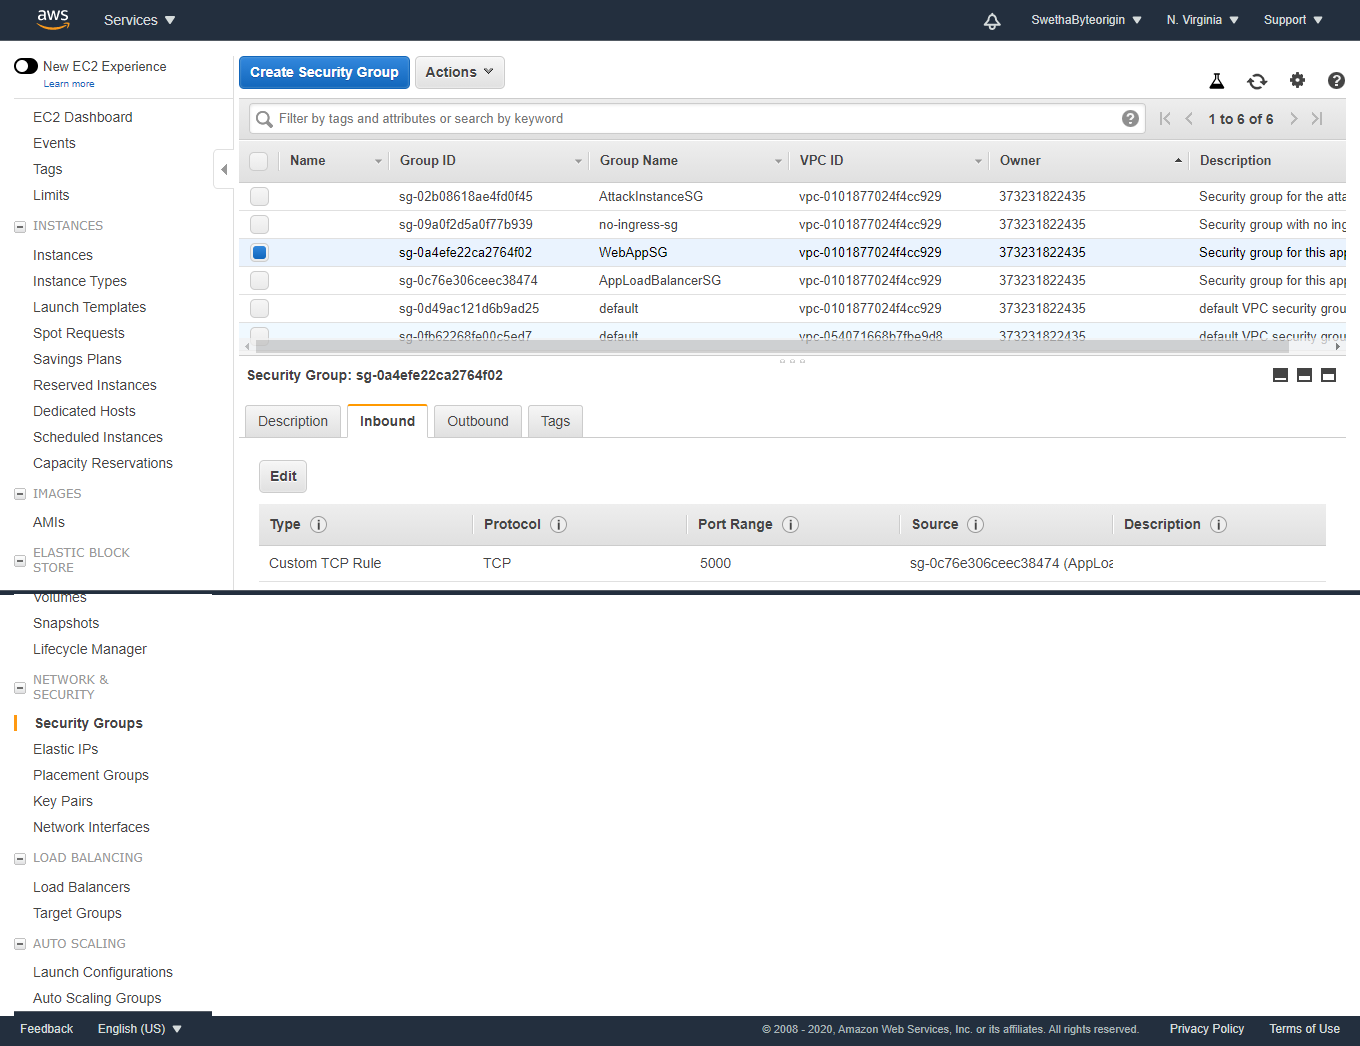 aws Services SwethaByteorigin N. Virginia Support
New EC2 Experience
Learn more
Create Security Group Actions
EC2 Dashboard
Events
Tags
Limits
INSTANCES
Instances
Instance Types
Launch Templates
Spot Requests
Savings Plans
Reserved Instances
Dedicated Hosts
Scheduled Instances
Capacity Reservations
IMAGES
AMIs
ELASTIC BLOCK
STORE
Volumes
Snapshots
Lifecycle Manager
NETWORK &
SECURITY
Security Groups
Elastic IPs
Placement Groups
Key Pairs
Network Interfaces
LOAD BALANCING
Load Balancers
Target Groups
AUTO SCALING
Launch Configurations
Auto Scaling Groups
Filter by tags and attributes or search by keyword 1 to 6 of 6
Name Group ID Group Name VPC ID Owner Description
sg-02b08618ae4fd0f45 AttackInstanceSG vpc-0101877024f4cc929 373231822435 Security group for the atta
sg-09a0f2d5a0f77b939 no-ingress-sg vpc-0101877024f4cc929 373231822435 Security group with no ing
sg-0a4efe22ca2764f02 WebAppSG vpc-0101877024f4cc929 373231822435 Security group for this app
sg-0c76e306ceec38474 AppLoadBalancerSG vpc-0101877024f4cc929 373231822435 Security group for this app
sg-0d49ac121d6b9ad25 default vpc-0101877024f4cc929 373231822435 default VPC security grou
sg-0fb62268fe00c5ed7 default vpc-054071668b7fbe9d8 373231822435 default VPC security grou
Security Group: sg-0a4efe22ca2764f02
Description Inbound Outbound Tags
Edit
Type Protocol Port Range Source Description
Custom TCP Rule TCP 5000 sg-0c76e306ceec38474 (AppLoa
Feedback English (US) © 2008 - 2020, Amazon Web Services, Inc. or its affiliates. All rights reserved. Privacy Policy Terms of Use